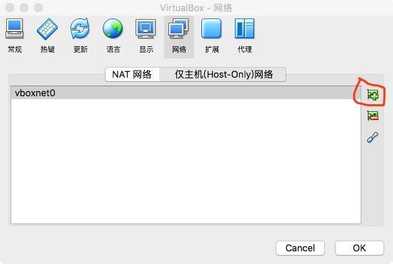 VirtualBox - 网络
常规 热键 更新 语言 显示 网络 扩展 代理
NAT 网络 仅主机(Host-Only)网络
vboxnet0
Cancel OK